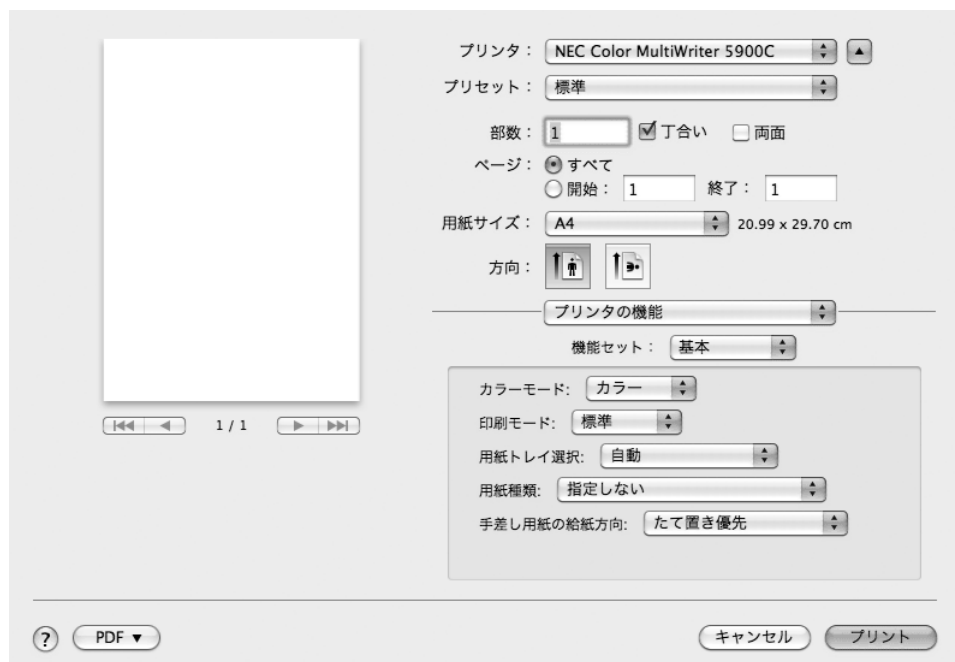 プリンタ： NEC Color MultiWriter 5900C
プリセット： 標準
部数： 1 丁合い 両面
ページ： すべて
開始： 1 終了： 1
用紙サイズ： A4 20.99 x 29.70 cm
方向：
プリンタの機能
機能セット： 基本
カラーモード: カラー
印刷モード: 標準
用紙トレイ選択: 自動
用紙種類: 指定しない
手差し用紙の給紙方向: たて置き優先
1 / 1
? PDF ▼ キャンセル プリント